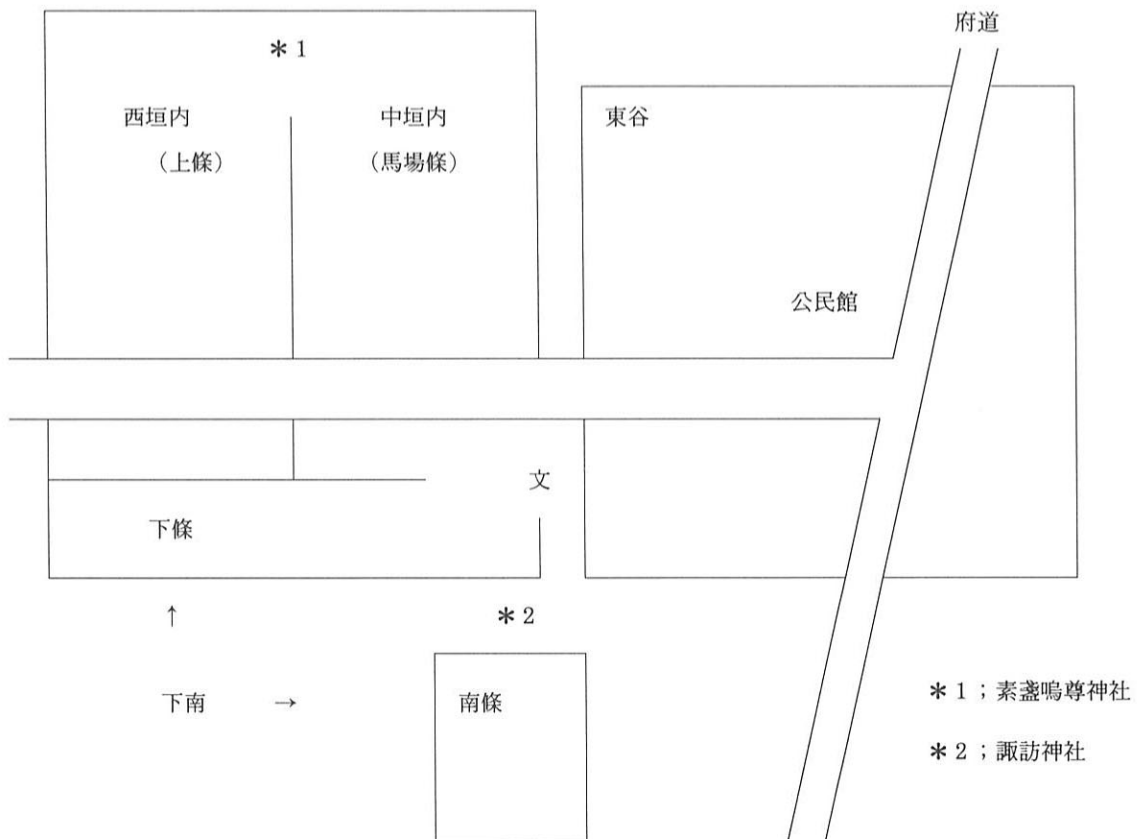 府道
＊1
西垣内
（上條）
中垣内
（馬場條）
東谷
公民館
文
下條
↑
＊2
下南 →
南條
＊1；素盞嗚尊神社
＊2；諏訪神社